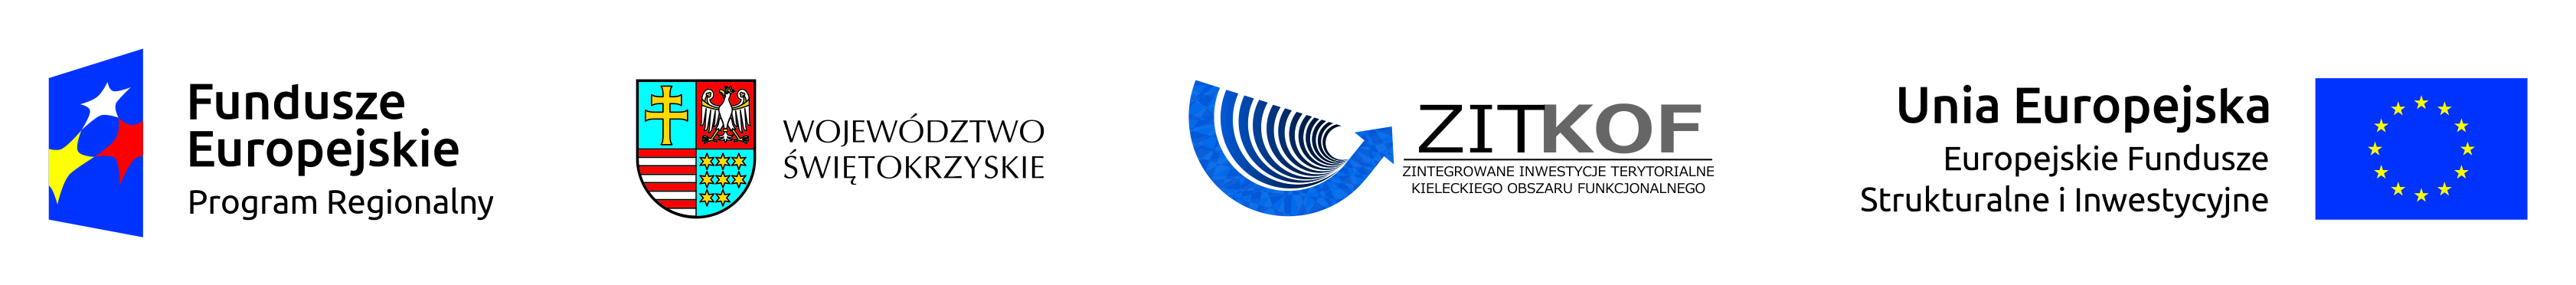 Fundusze
Europejskie
Program Regionalny
WOJEWÓDZTWO
ŚWIĘTOKRZYSKIE
ZITKOF
ZINTEGROWANE INWESTYCJE TERYTORIALNE
KIELECKIEGO OBSZARU FUNKCJONALNEGO
Unia Europejska
Europejskie Fundusze
Strukturalne i Inwestycyjne